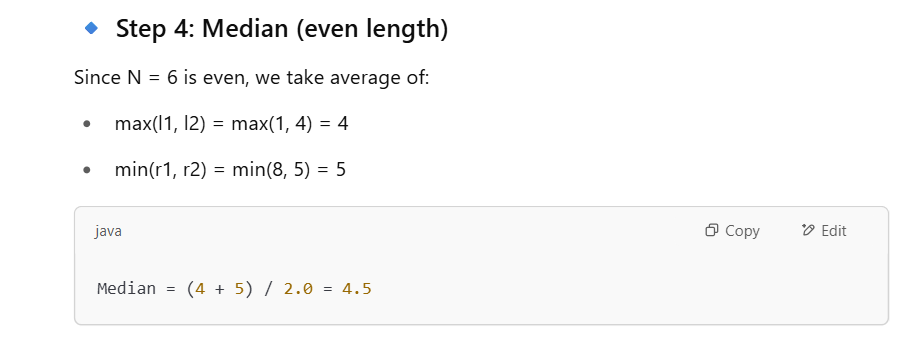 Step 4: Median (even length)
Since N = 6 is even, we take average of:
• max(l1, l2) = max(1, 4) = 4
• min(r1, r2) = min(8, 5) = 5
java
Copy
Edit
Median = (4 + 5) / 2.0 = 4.5